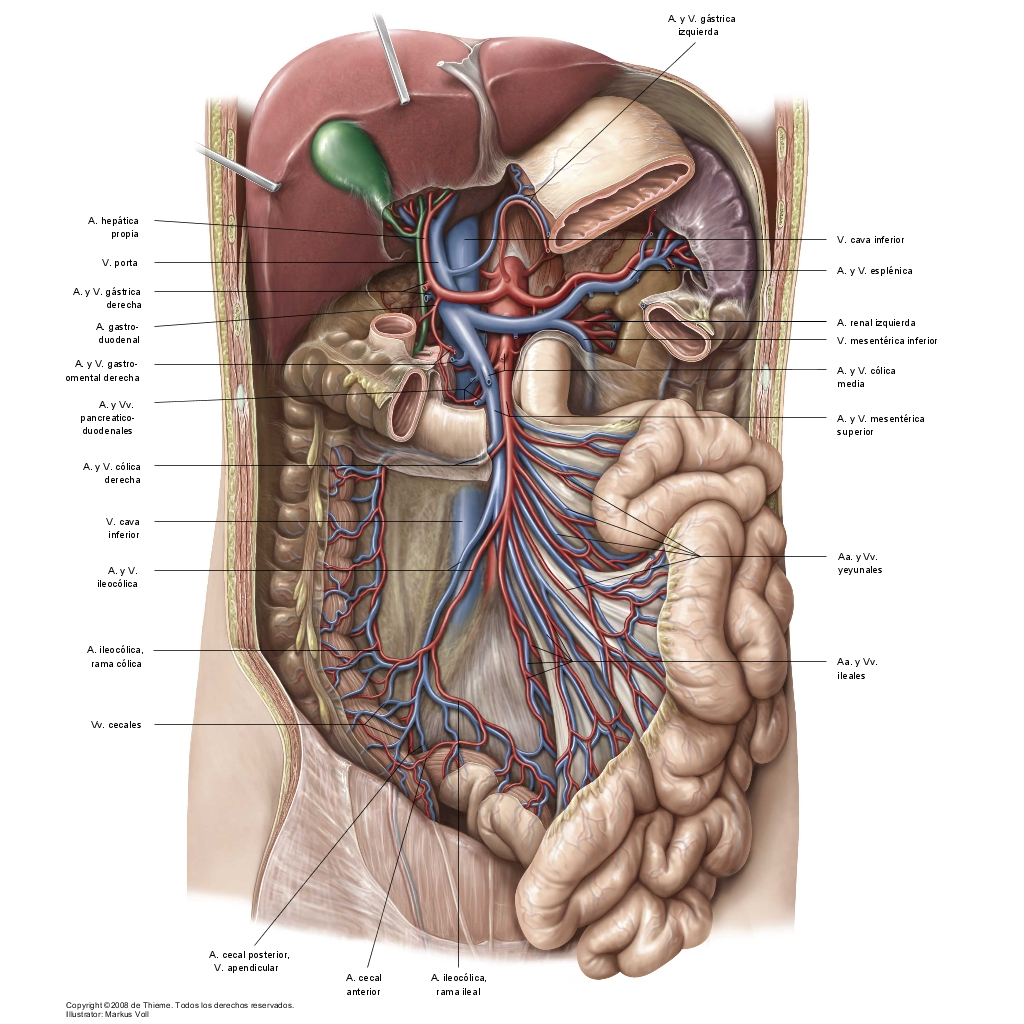 A. y V. gástrica
izquierda
A. hepática
propia
V. porta
A. y V. gástrica
derecha
A. gastro-
duodenal
A. y V. gastro-
omental derecha
A. y Vv.
pancreatico-
duodenales
A. y V. cólica
derecha
V. cava
inferior
A. y V.
ileocólica
A. ileocólica,
rama cólica
Vv. cecales
V. cava inferior
A. y V. esplénica
A. renal izquierda
V. mesentérica inferior
A. y V. cólica
media
A. y V. mesentérica
superior
Aa. y Vv.
yeyunales
Aa. y Vv.
ileales
A. cecal posterior,
V. apendicular
A. cecal
anterior
A. ileocólica,
rama ileal
Copyright ©2008 de Thieme. Todos los derechos reservados.
Illustrator: Markus Voll